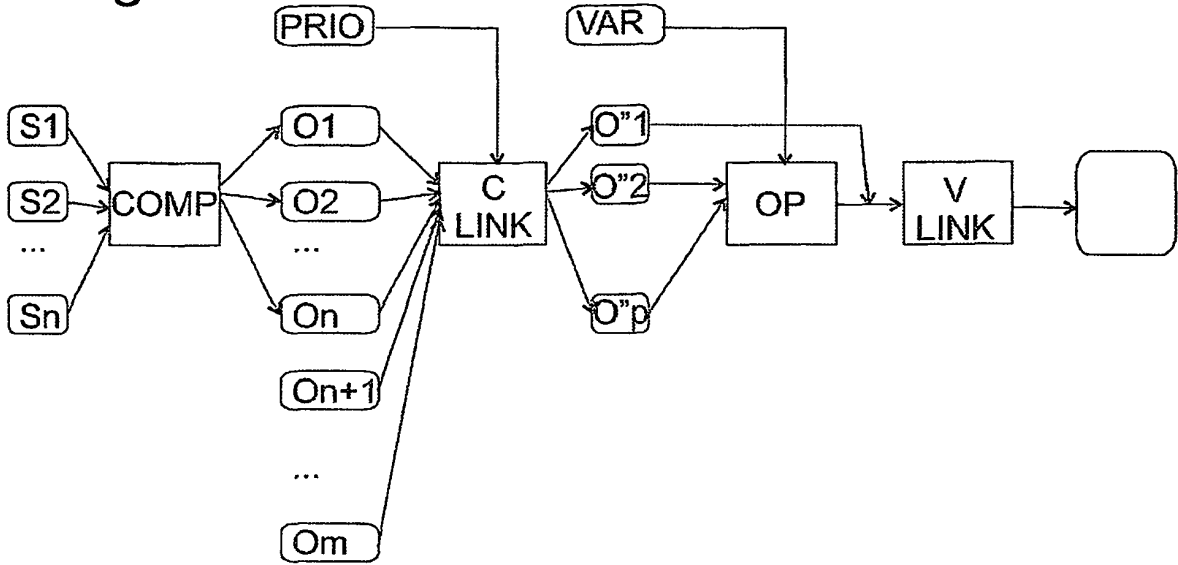 PRIO
VAR
S1
O1
O"1
S2
COMP
O2
C
LINK
O"2
OP
V
LINK
...
...
Sn
On
O"p
On+1
...
Om